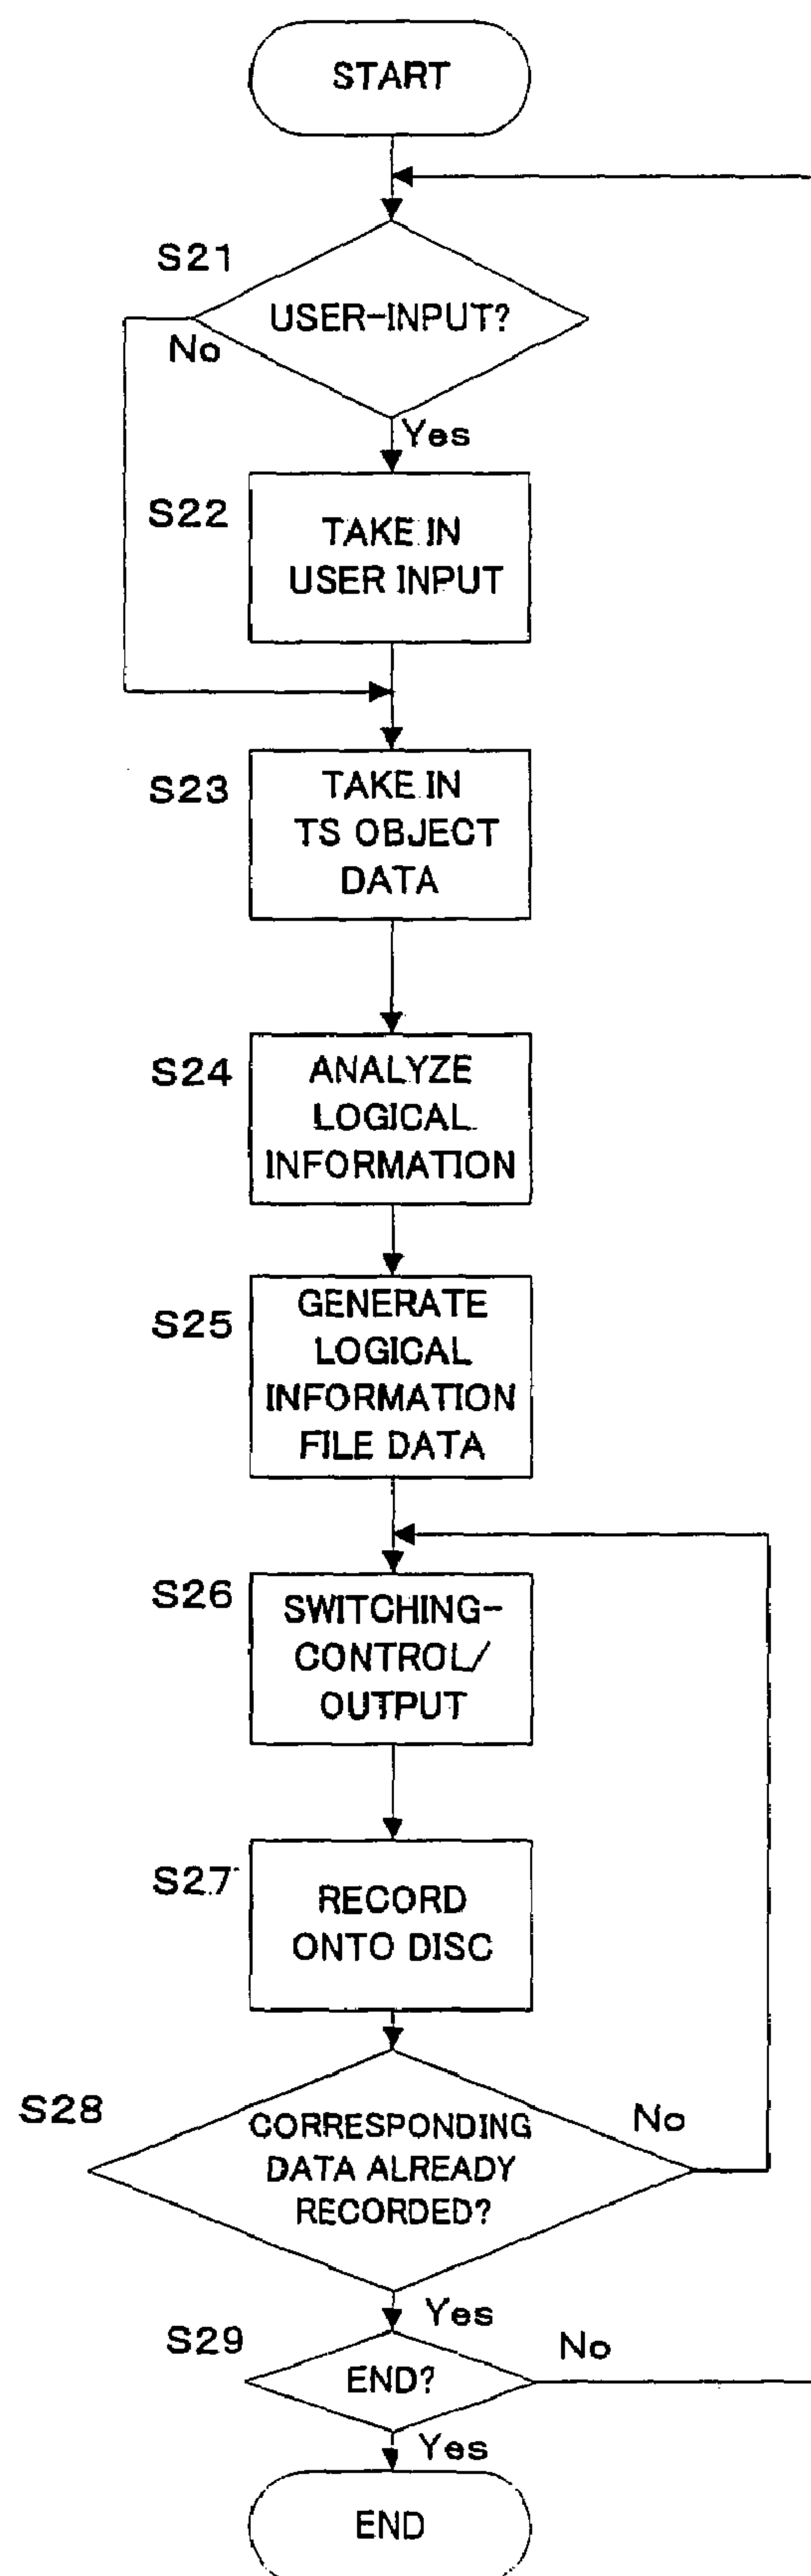 START
S21
USER-INPUT?
No
Yes
S22
TAKE IN
USER INPUT
S23
TAKE IN
TS OBJECT
DATA
S24
ANALYZE
LOGICAL
INFORMATION
S25
GENERATE
LOGICAL
INFORMATION
FILE DATA
S26
SWITCHING-
CONTROL/
OUTPUT
S27
RECORD
ONTO DISC
S28
CORRESPONDING
DATA ALREADY
RECORDED?
No
Yes
S29
END?
No
Yes
END